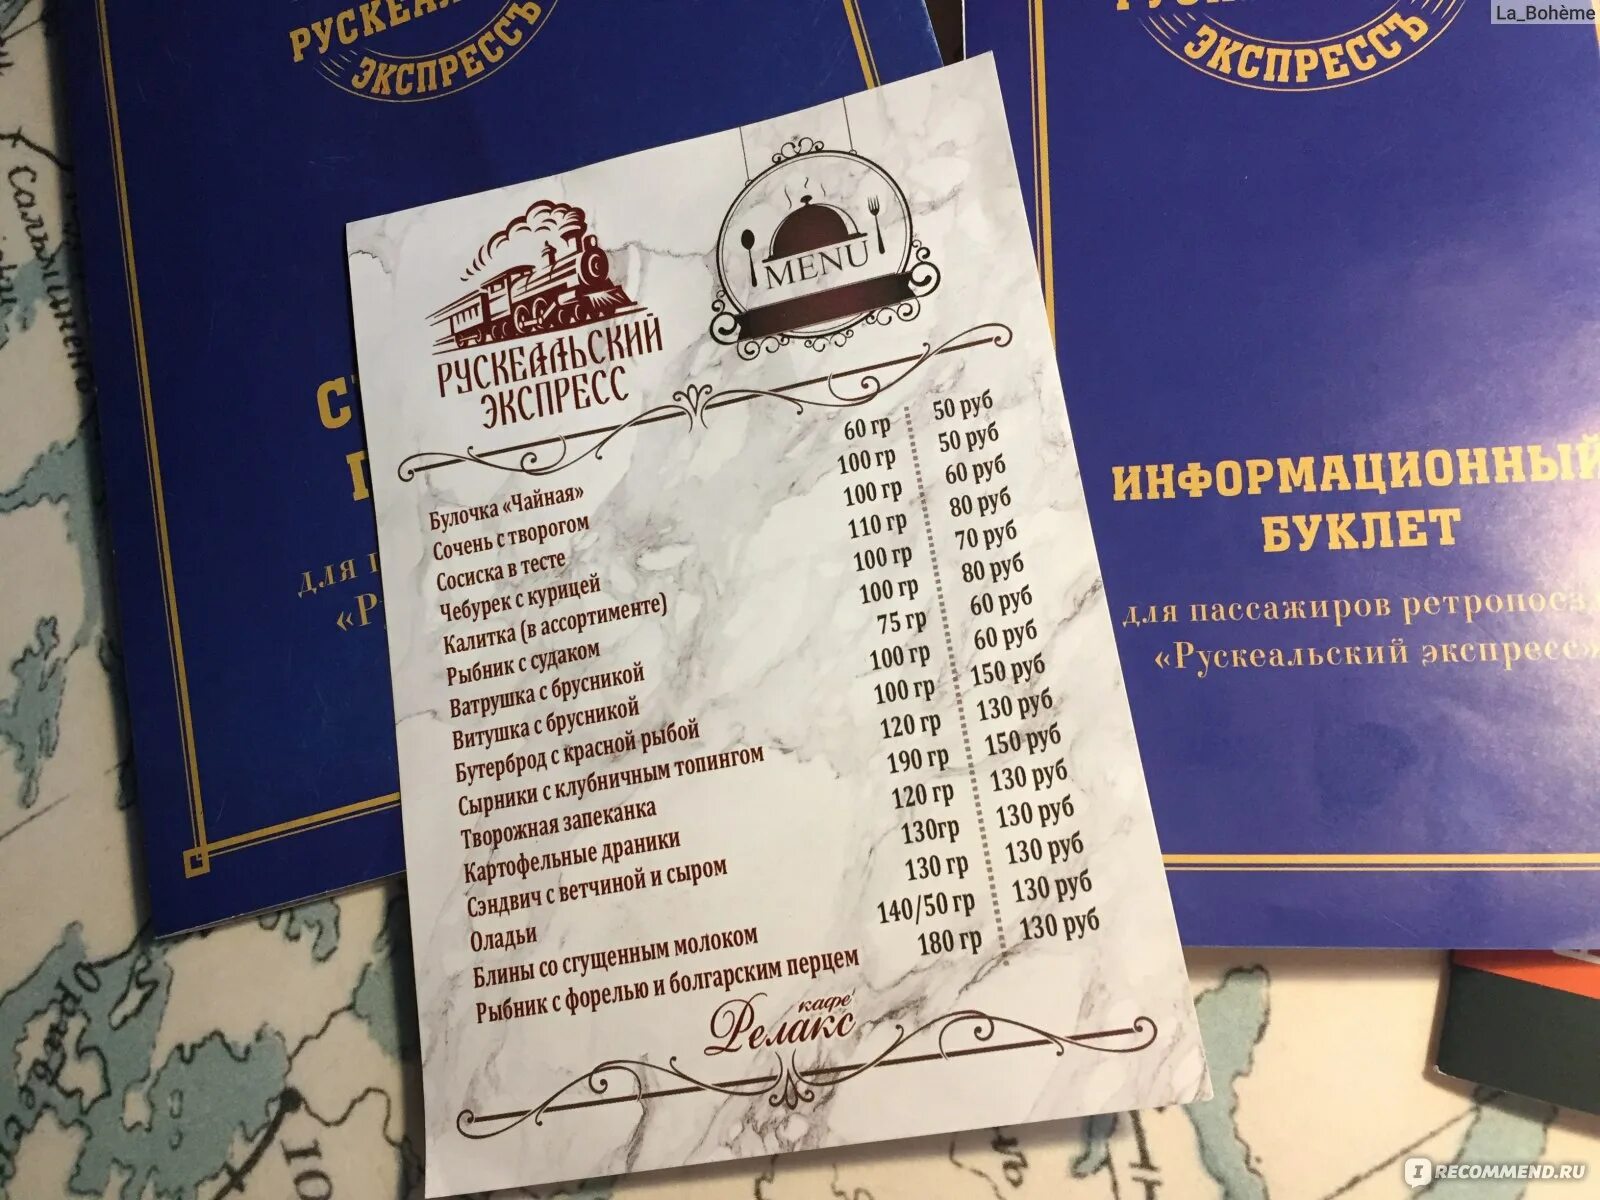 La_Bohème
ЭКСПРЕССЪ
ЭКСПРЕССЪ
РУСКЕАЛЬСКИЙ
ЭКСПРЕСС
MENU
Булочка «Чайная» 60 гр 50 руб
Сочень с творогом 100 гр 50 руб
Сосиска в тесте 100 гр 60 руб
Чебурек с курицей 110 гр 80 руб
Калитка (в ассортименте) 100 гр 70 руб
Рыбник с судаком 100 гр 80 руб
Ватрушка с брусникой 75 гр 60 руб
Витушка с брусникой 100 гр 60 руб
Бутерброд с красной рыбой 100 гр 150 руб
Сырники с клубничным топингом 120 гр 130 руб
Творожная запеканка 190 гр 150 руб
Картофельные драники 120 гр 130 руб
Сэндвич с ветчиной и сыром 130гр 130 руб
Оладьи 130 гр 130 руб
Блины со сгущенным молоком 140/50 гр 130 руб
Рыбник с форелью и болгарским перцем 180 гр 130 руб
кафе
Релакс
ИНФОРМАЦИОННЫЙ
БУКЛЕТ
для пассажиров
«Рускеальский экспресс»
для
IRECOMMEND.RU